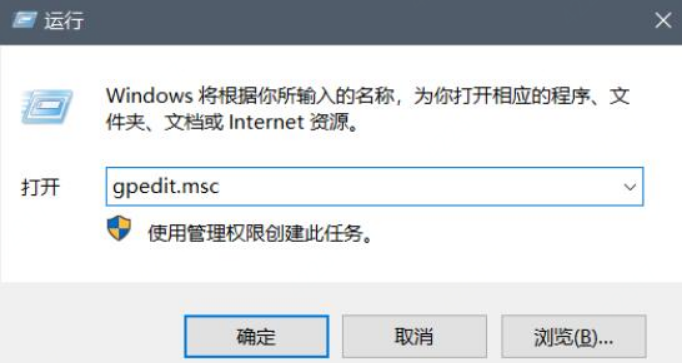 运行
Windows 将根据你所输入的名称，为你打开相应的程序、文
件夹、文档或 Internet 资源。
打开
gpedit.msc
使用管理权限创建此任务。
确定
取消
浏览(B)...